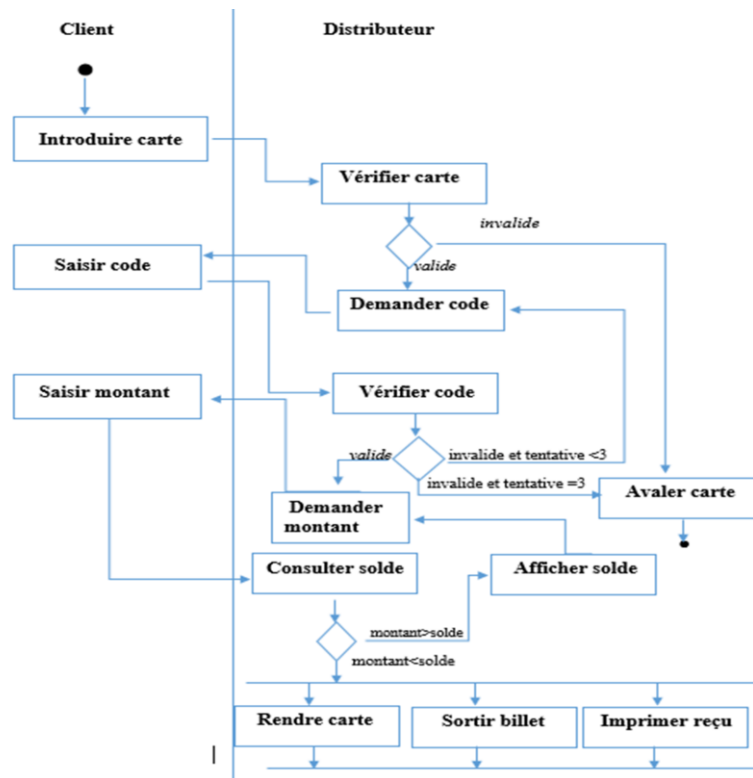 Client
Distributeur
Introduire carte
Vérifier carte
invalide
Saisir code
valide
Demander code
Saisir montant
Vérifier code
valide
invalide et tentative <3
invalide et tentative =3
Avaler carte
Demander
montant
Consulter solde
Afficher solde
montant>solde
montant<solde
Rendre carte
Sortir billet
Imprimer reçu